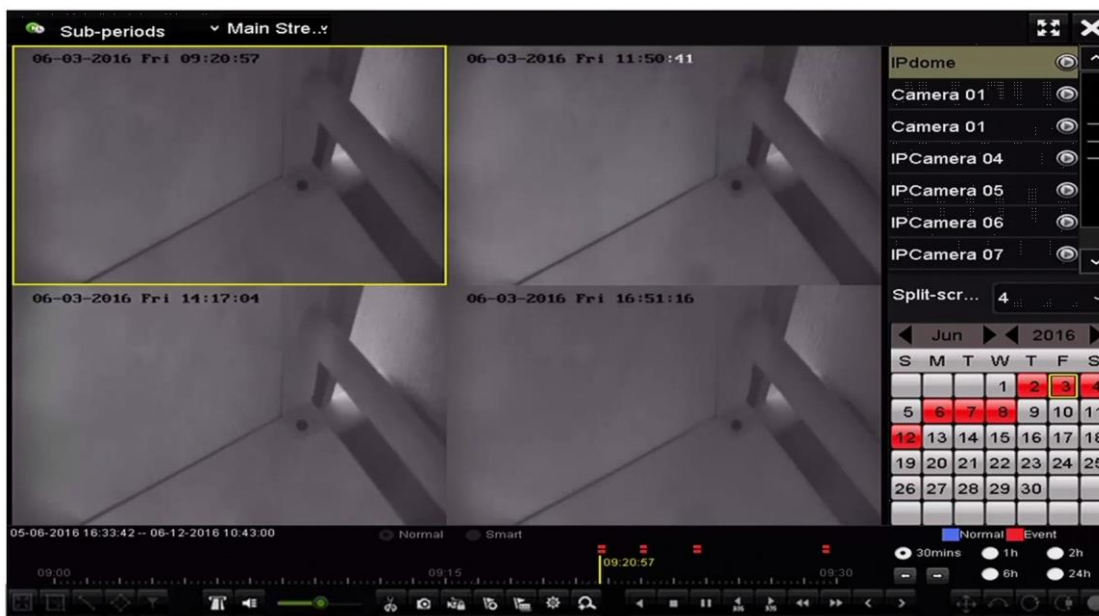 Sub-periods
Main Stre...
06-03-2016 Fri 09:20:57
06-03-2016 Fri 11:50:41
06-03-2016 Fri 14:17:04
06-03-2016 Fri 16:51:16
IPdome
Camera 01
Camera 01
IPCamera 04
IPCamera 05
IPCamera 06
IPCamera 07
Split-scr... 4
Jun 2016
S M T W T F S
1 2 3 4
5 6 7 8 9 10 11
12 13 14 15 16 17 18
19 20 21 22 23 24 25
26 27 28 29 30
Normal Event
05-06-2016 16:33:42 -- 06-12-2016 10:43:00
Normal Smart
09:00 09:15 09:20:57 09:30
30mins 1h 2h
6h 24h
30s 30s